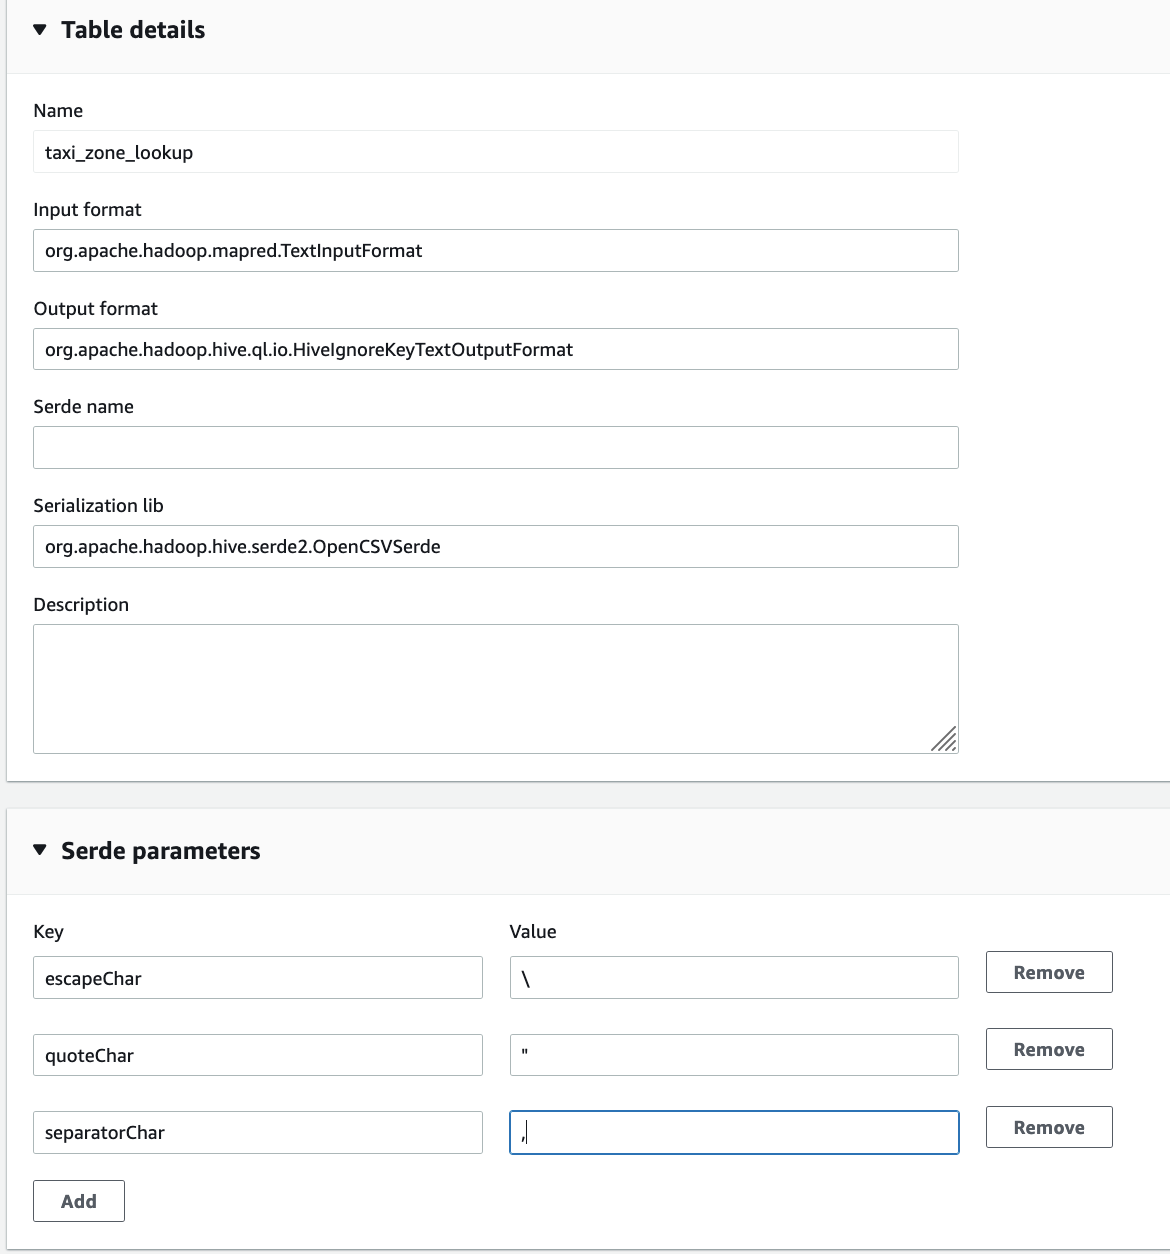 Table details
Name
taxi_zone_lookup
Input format
org.apache.hadoop.mapred.TextInputFormat
Output format
org.apache.hadoop.hive.ql.io.HiveIgnoreKeyTextOutputFormat
Serde name
Serialization lib
org.apache.hadoop.hive.serde2.OpenCSVSerde
Description
Serde parameters
Key Value
escapeChar \ Remove
quoteChar " Remove
separatorChar , Remove
Add